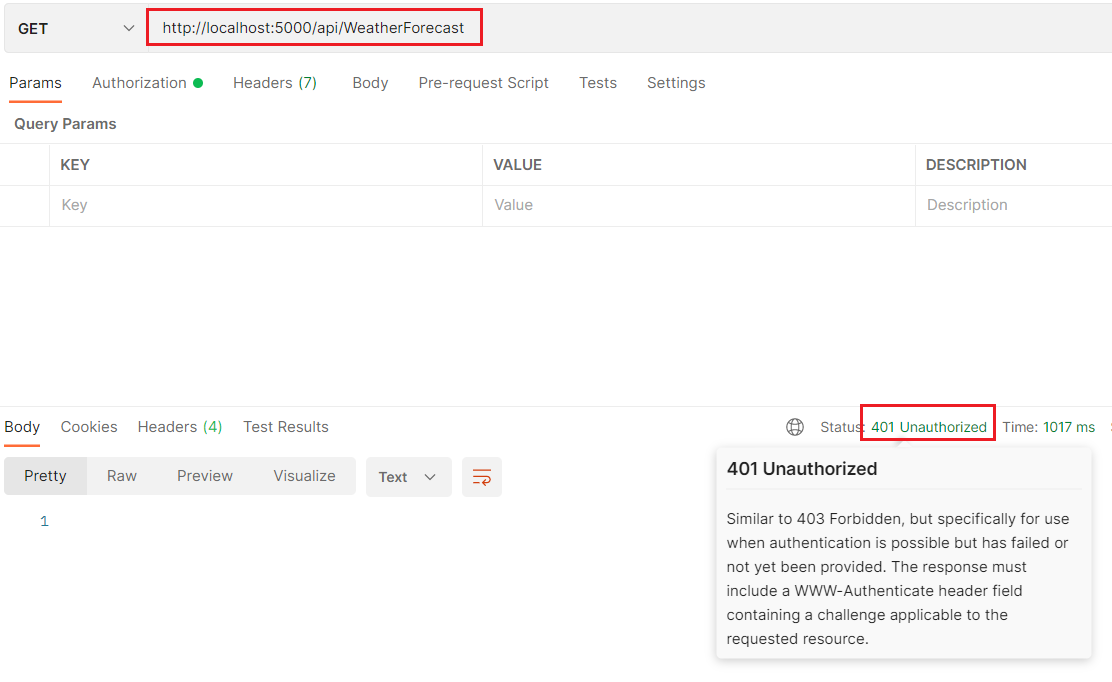 GET http://localhost:5000/api/WeatherForecast
Params Authorization Headers (7) Body Pre-request Script Tests Settings
Query Params
KEY VALUE DESCRIPTION
Key Value Description
Body Cookies Headers (4) Test Results Status: 401 Unauthorized Time: 1017 ms
Pretty Raw Preview Visualize Text
1
401 Unauthorized
Similar to 403 Forbidden, but specifically for use
when authentication is possible but has failed or
not yet been provided. The response must
include a WWW-Authenticate header field
containing a challenge applicable to the
requested resource.